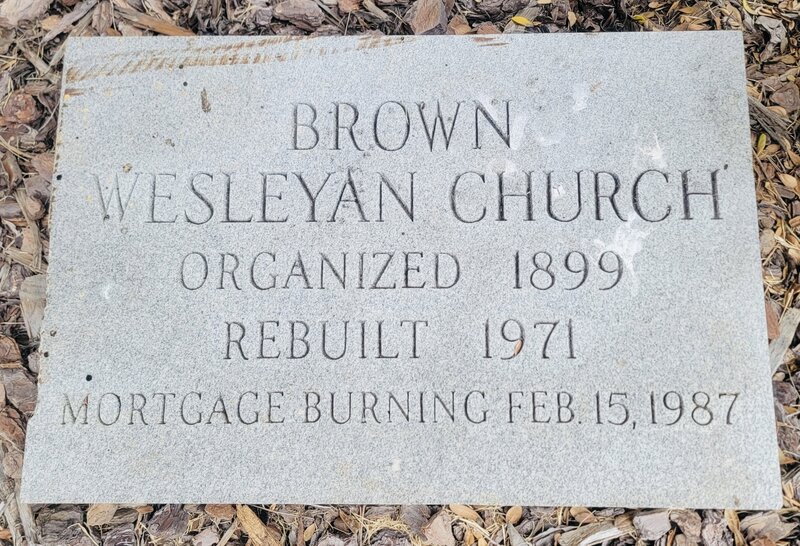 BROWN
WESLEYAN CHURCH
ORGANIZED 1899
REBUILT 1971
MORTGAGE BURNING FEB. 15, 1987